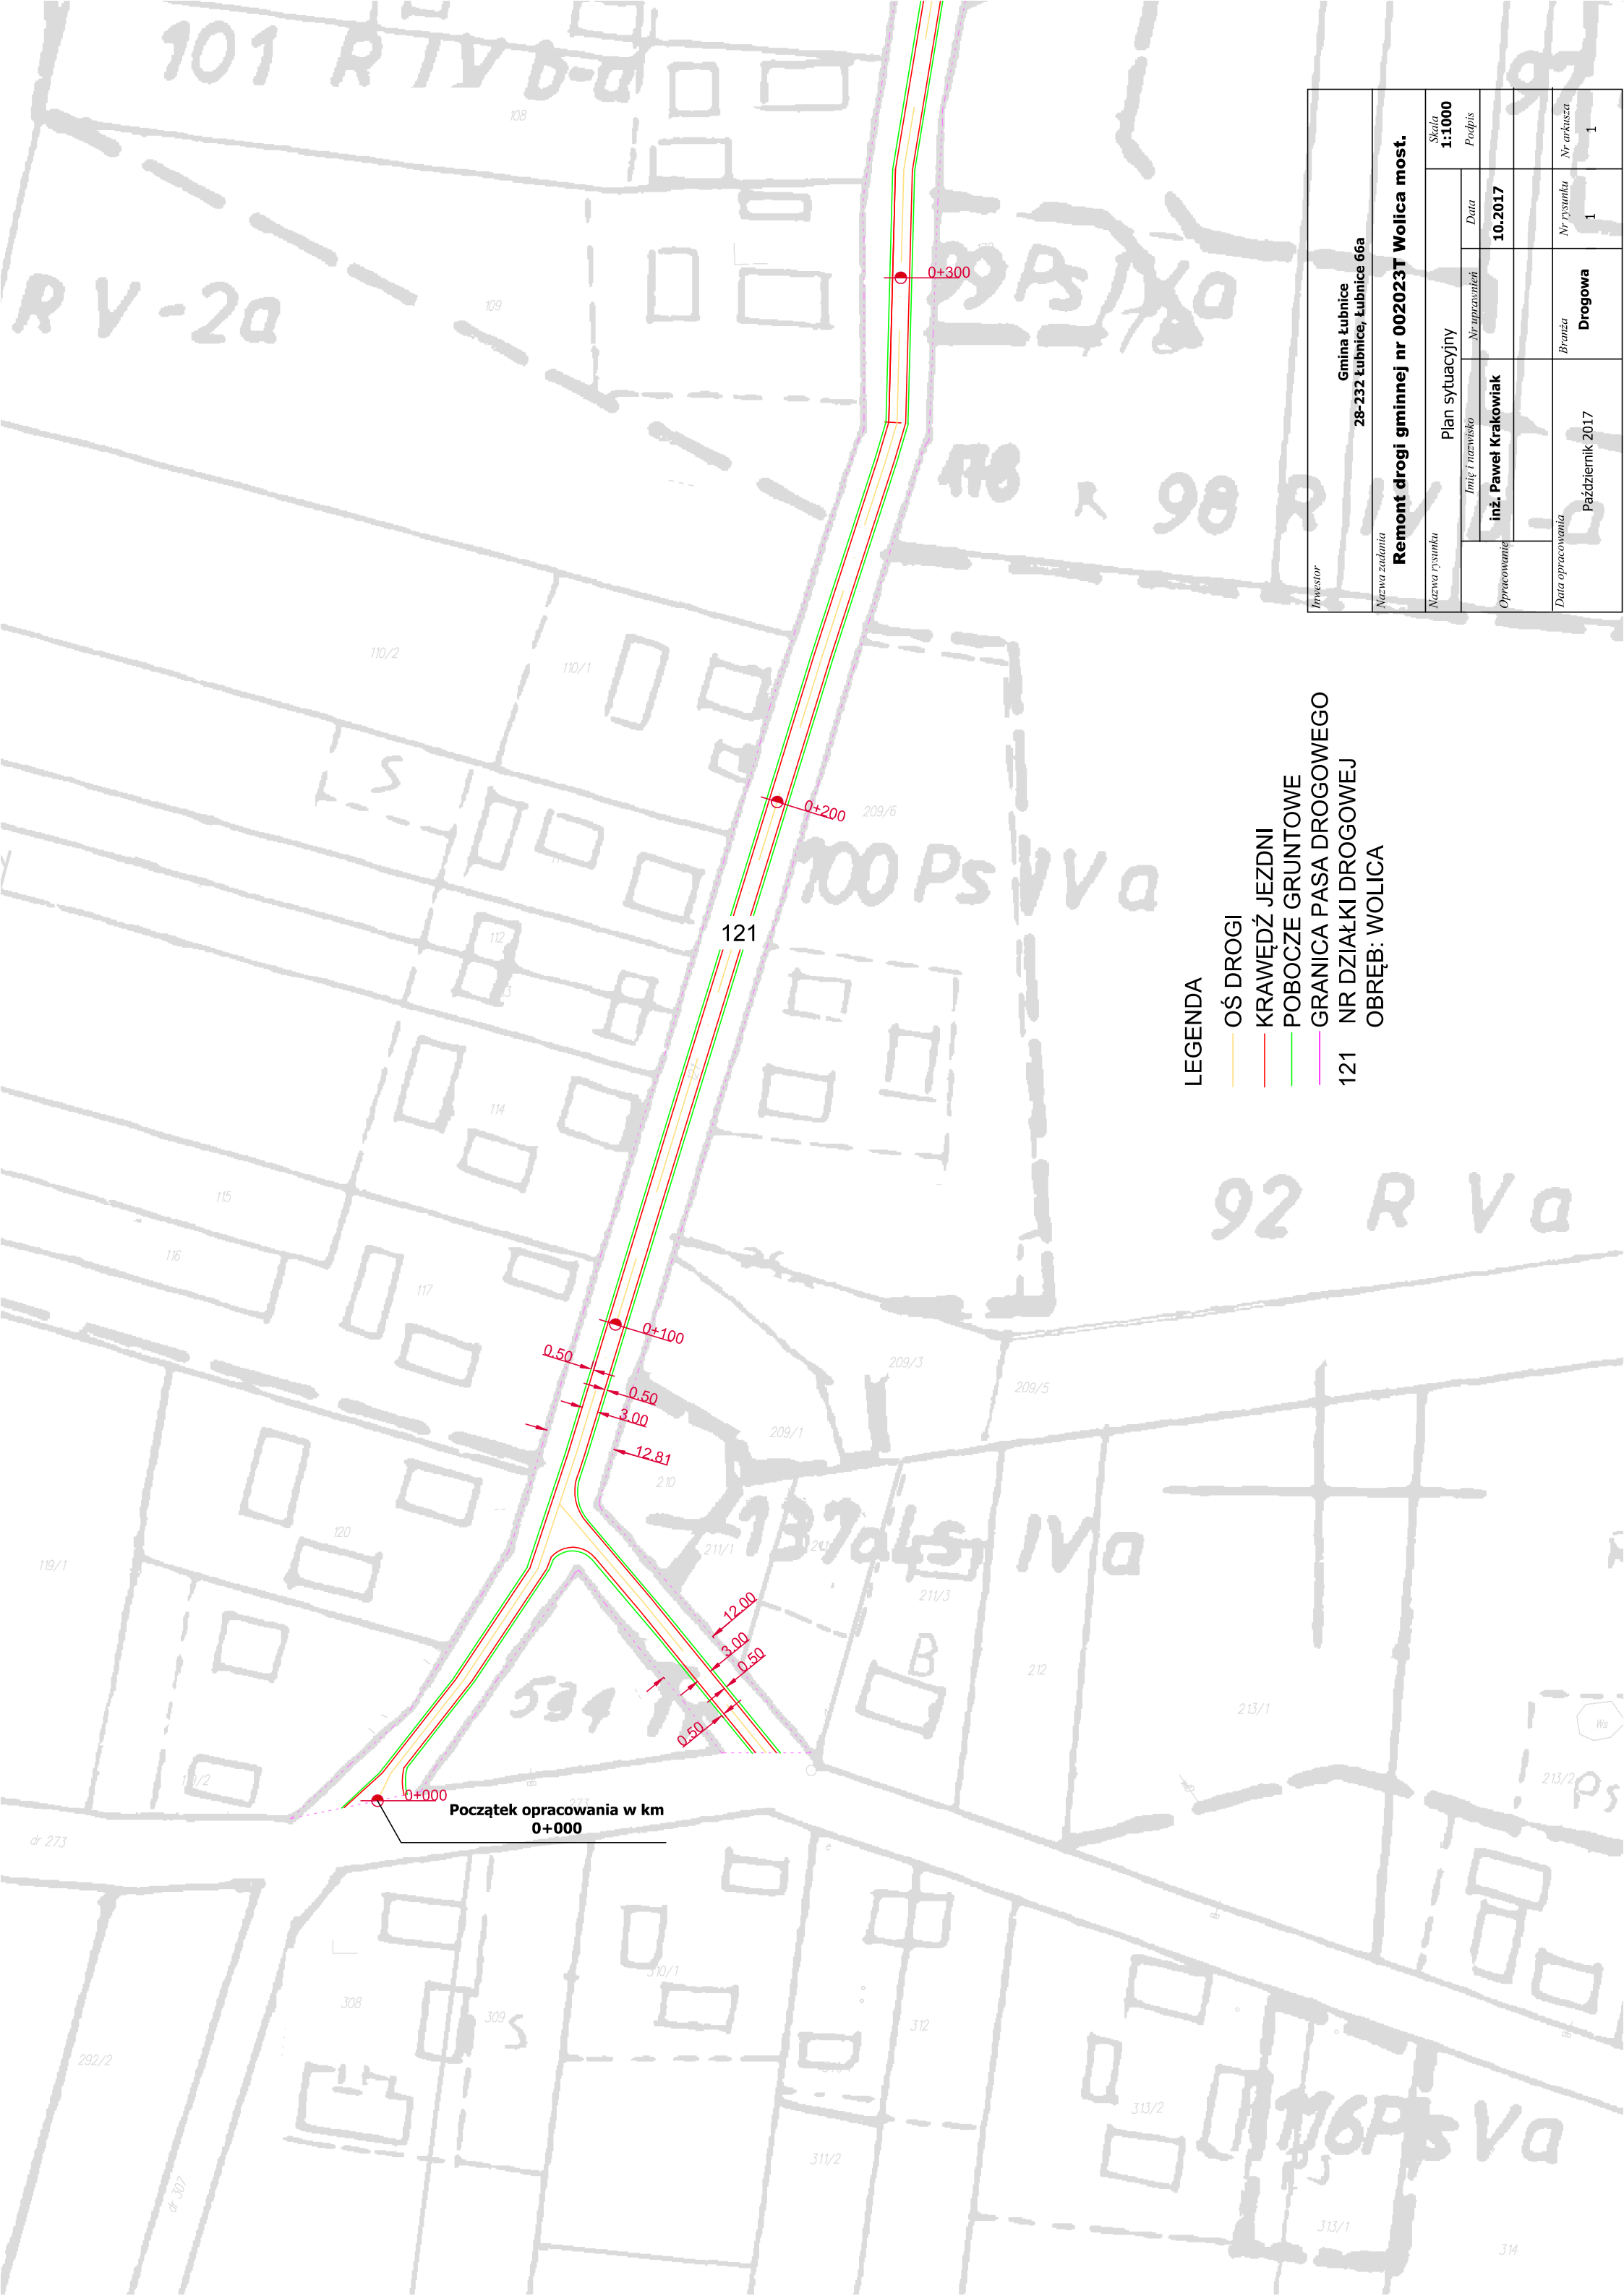 101 R IV b-a
108
R V-2a
109
0+300
99 Ps IXa
97
98 R IV
110/2
110/1
S
0+200
209/6
100 Ps IVa
121
112
114
115
116
117
0+100
0.50
0.50
3.00
12.81
209/3
209/5
209/1
210
92 R Va
120
119/1
211/1
137a Ls IVa
211/3
B
212
213/1
213/2
Ws
Ps
12.00
3.00
0.50
0.50
534
0+000
Początek opracowania w km
0+000
273
dr 273
308
309
S
310/1
312
292/2
dr 307
311/2
313/2
116 Ps Va
313/1
314
LEGENDA
OŚ DROGI
KRAWĘDŹ JEZDNI
POBOCZE GRUNTOWE
GRANICA PASA DROGOWEGO
121 NR DZIAŁKI DROGOWEJ
OBRĘB: WOLICA
Inwestor
Gmina Łubnice
28-232 Łubnice, Łubnice 66a
Nazwa zadania
Remont drogi gminnej nr 002023T Wolica most.
Nazwa rysunku
Plan sytuacyjny
Skala
1:1000
Imię i nazwisko
Nr uprawnień
Data
Podpis
Opracowanie
inż. Paweł Krakowiak
10.2017
Data opracowania
Październik 2017
Branża
Drogowa
Nr rysunku
1
Nr arkusza
1